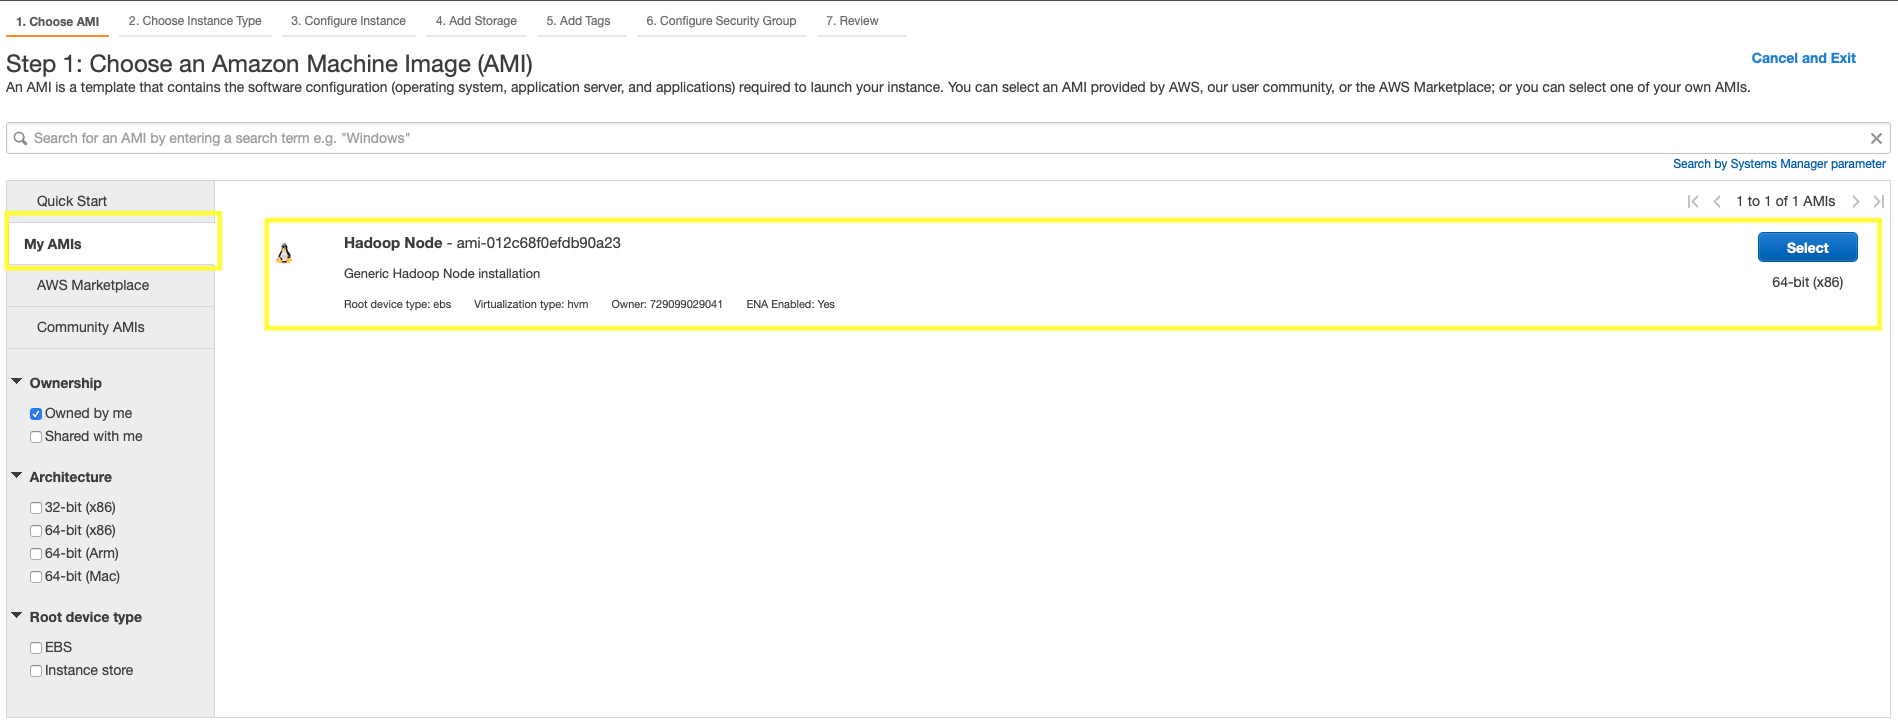 1. Choose AMI 2. Choose Instance Type 3. Configure Instance 4. Add Storage 5. Add Tags 6. Configure Security Group 7. Review
Step 1: Choose an Amazon Machine Image (AMI)
Cancel and Exit
An AMI is a template that contains the software configuration (operating system, application server, and applications) required to launch your instance. You can select an AMI provided by AWS, our user community, or the AWS Marketplace; or you can select one of your own AMIs.
Search for an AMI by entering a search term e.g. "Windows"
Search by Systems Manager parameter
Quick Start
My AMIs
AWS Marketplace
Community AMIs
Ownership
Owned by me
Shared with me
Architecture
32-bit (x86)
64-bit (x86)
64-bit (Arm)
64-bit (Mac)
Root device type
EBS
Instance store
1 to 1 of 1 AMIs
Hadoop Node - ami-012c68f0efdb90a23
Generic Hadoop Node installation
Root device type: ebs Virtualization type: hvm Owner: 729099029041 ENA Enabled: Yes
Select
64-bit (x86)